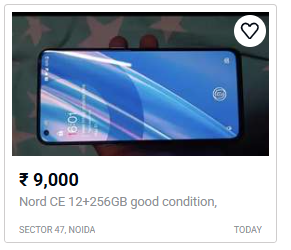 ₹ 9,000
Nord CE 12+256GB good condition,
SECTOR 47, NOIDA
TODAY